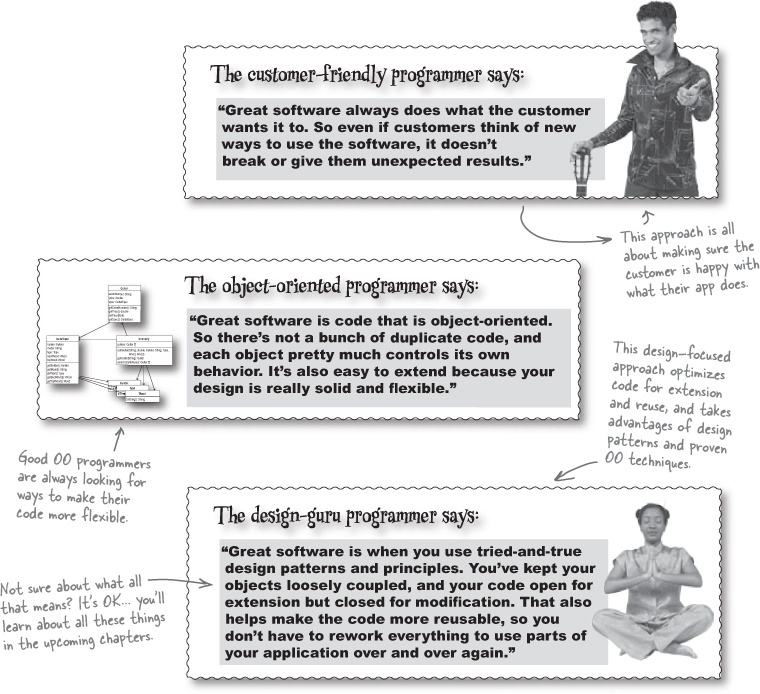 The customer-friendly programmer says:
“Great software always does what the customer
wants it to. So even if customers think of new
ways to use the software, it doesn’t
break or give them unexpected results.”
This approach is all
about making sure the
customer is happy with
what their app does.
The object-oriented programmer says:
“Great software is code that is object-oriented.
So there’s not a bunch of duplicate code, and
each object pretty much controls its own
behavior. It’s also easy to extend because your
design is really solid and flexible.”
Good OO programmers
are always looking for
ways to make their
code more flexible.
This design-focused
approach optimizes
code for extension
and reuse, and takes
advantages of design
patterns and proven
OO techniques.
The design-guru programmer says:
“Great software is when you use tried-and-true
design patterns and principles. You’ve kept your
objects loosely coupled, and your code open for
extension but closed for modification. That also
helps make the code more reusable, so you
don’t have to rework everything to use parts of
your application over and over again.”
Not sure about what all
that means? It’s OK... you’ll
learn about all these things
in the upcoming chapters.